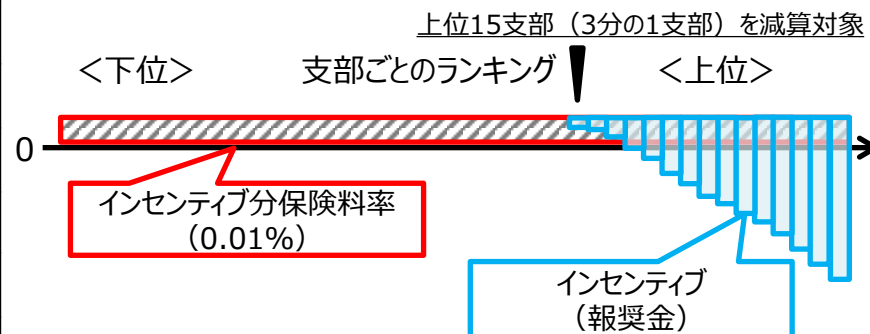 上位15支部（3分の1支部）を減算対象
＜下位＞　支部ごとのランキング　＜上位＞
0
インセンティブ分保険料率
（0.01%）
インセンティブ
（報奨金）